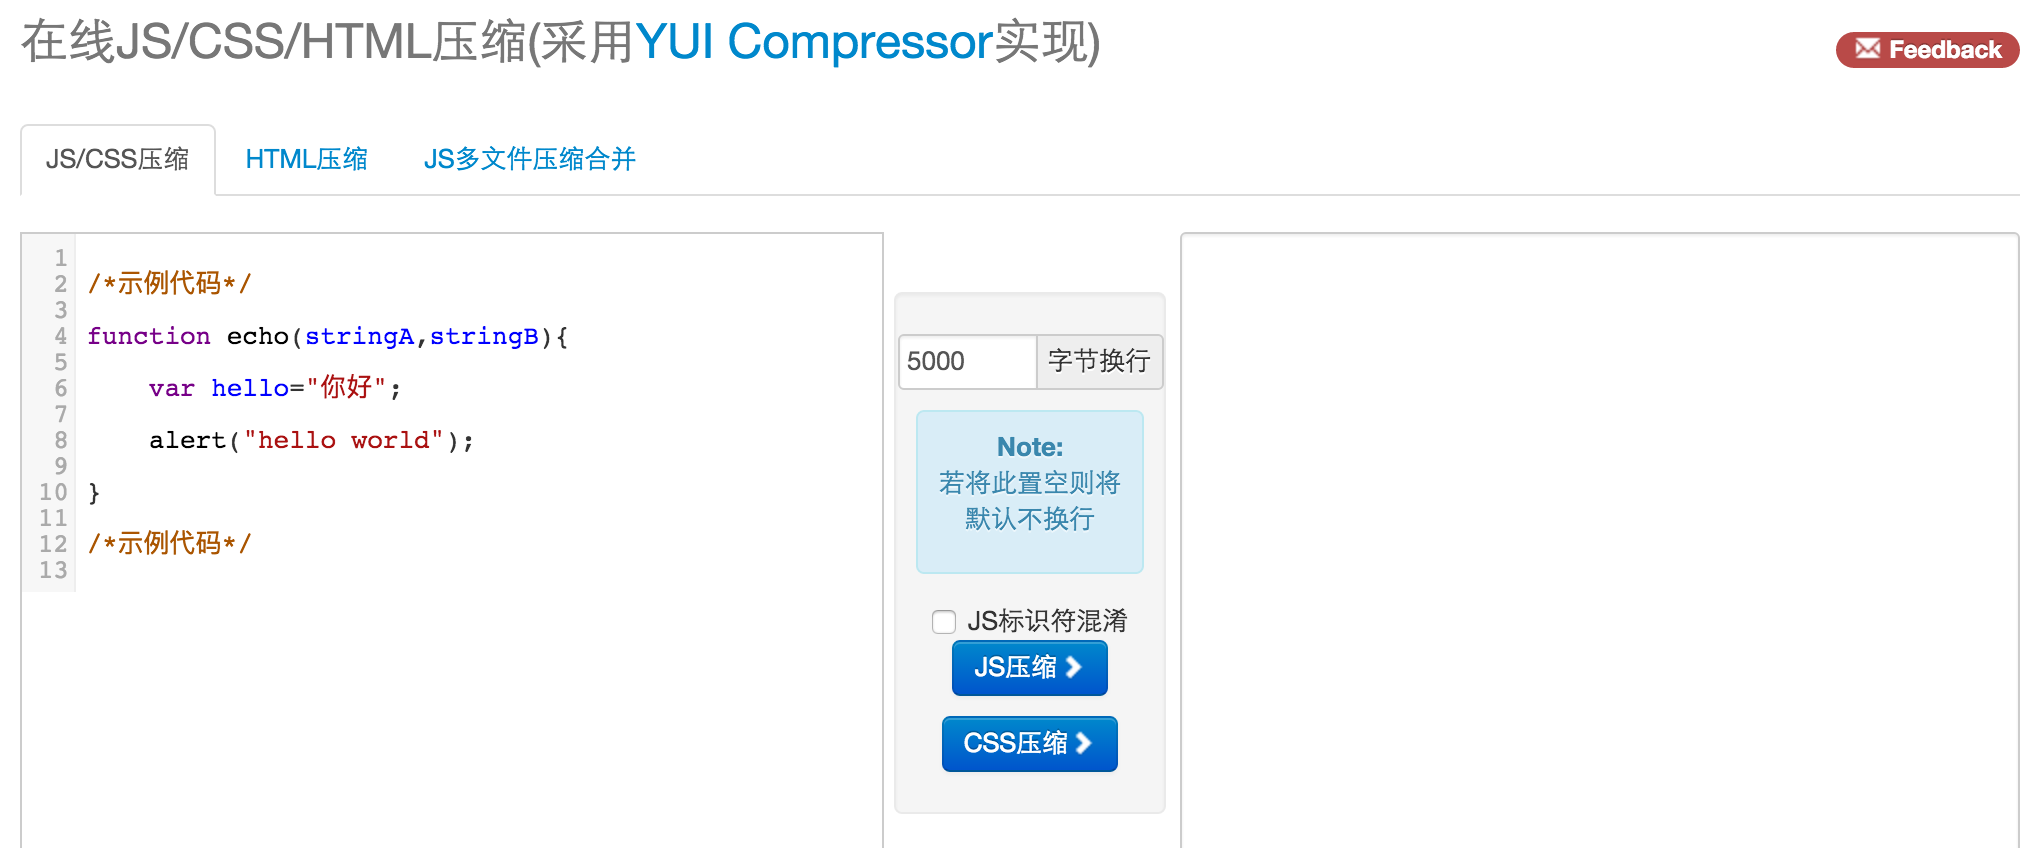 在线JS/CSS/HTML压缩(采用YUI Compressor实现)
Feedback
JS/CSS压缩
HTML压缩
JS多文件压缩合并
1
2 /*示例代码*/
3
4 function echo(stringA,stringB){
5
6 var hello="你好";
7
8 alert("hello world");
9
10 }
11
12 /*示例代码*/
13
5000 字节换行
Note:
若将此置空则将
默认不换行
JS标识符混淆
JS压缩
CSS压缩